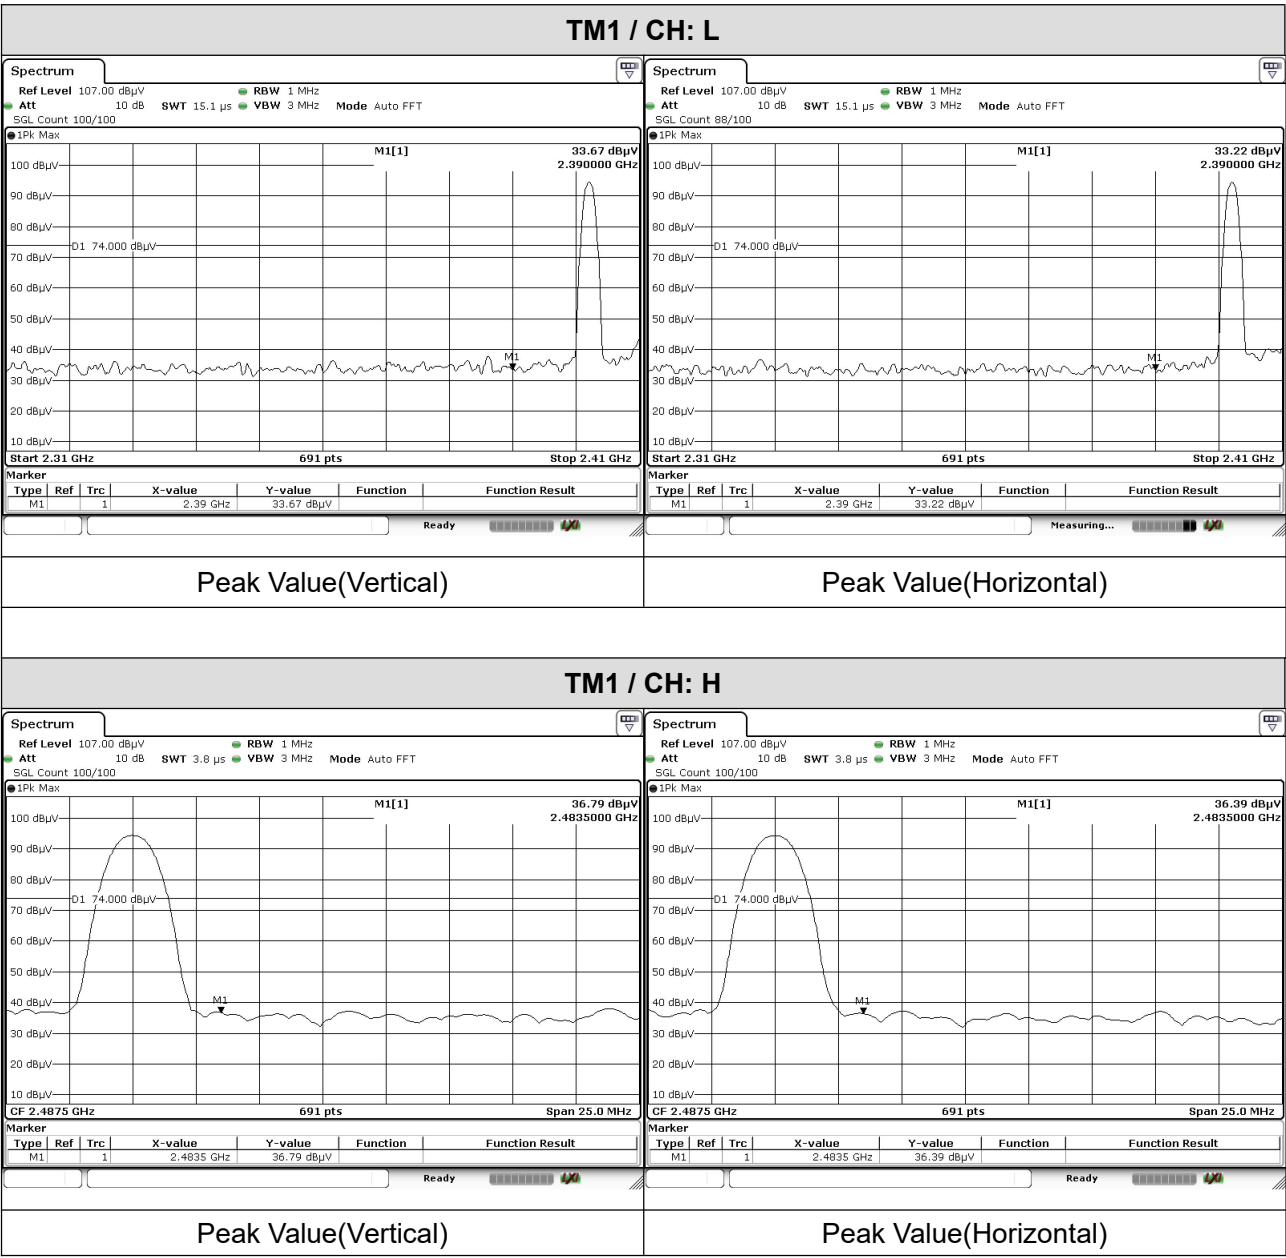 TM1 / CH: L
Spectrum
Ref Level 107.00 dBµV RBW 1 MHz
Att 10 dB SWT 15.1 µs VBW 3 MHz Mode Auto FFT
SGL Count 100/100
1Pk Max
M1[1] 33.67 dBµV
2.390000 GHz
100 dBµV
90 dBµV
80 dBµV
D1 74.000 dBµV
70 dBµV
60 dBµV
50 dBµV
40 dBµV
M1
30 dBµV
20 dBµV
10 dBµV
Start 2.31 GHz 691 pts Stop 2.41 GHz
Marker
Type Ref Trc X-value Y-value Function Function Result
M1 1 2.39 GHz 33.67 dBµV
Ready LXI
Spectrum
Ref Level 107.00 dBµV RBW 1 MHz
Att 10 dB SWT 15.1 µs VBW 3 MHz Mode Auto FFT
SGL Count 88/100
1Pk Max
M1[1] 33.22 dBµV
2.390000 GHz
100 dBµV
90 dBµV
80 dBµV
D1 74.000 dBµV
70 dBµV
60 dBµV
50 dBµV
40 dBµV
M1
30 dBµV
20 dBµV
10 dBµV
Start 2.31 GHz 691 pts Stop 2.41 GHz
Marker
Type Ref Trc X-value Y-value Function Function Result
M1 1 2.39 GHz 33.22 dBµV
Measuring... LXI
Peak Value(Vertical) Peak Value(Horizontal)
TM1 / CH: H
Spectrum
Ref Level 107.00 dBµV RBW 1 MHz
Att 10 dB SWT 3.8 µs VBW 3 MHz Mode Auto FFT
SGL Count 100/100
1Pk Max
M1[1] 36.79 dBµV
2.4835000 GHz
100 dBµV
90 dBµV
80 dBµV
D1 74.000 dBµV
70 dBµV
60 dBµV
50 dBµV
40 dBµV
M1
30 dBµV
20 dBµV
10 dBµV
CF 2.4875 GHz 691 pts Span 25.0 MHz
Marker
Type Ref Trc X-value Y-value Function Function Result
M1 1 2.4835 GHz 36.79 dBµV
Ready LXI
Spectrum
Ref Level 107.00 dBµV RBW 1 MHz
Att 10 dB SWT 3.8 µs VBW 3 MHz Mode Auto FFT
SGL Count 100/100
1Pk Max
M1[1] 36.39 dBµV
2.4835000 GHz
100 dBµV
90 dBµV
80 dBµV
D1 74.000 dBµV
70 dBµV
60 dBµV
50 dBµV
40 dBµV
M1
30 dBµV
20 dBµV
10 dBµV
CF 2.4875 GHz 691 pts Span 25.0 MHz
Marker
Type Ref Trc X-value Y-value Function Function Result
M1 1 2.4835 GHz 36.39 dBµV
Ready LXI
Peak Value(Vertical) Peak Value(Horizontal)